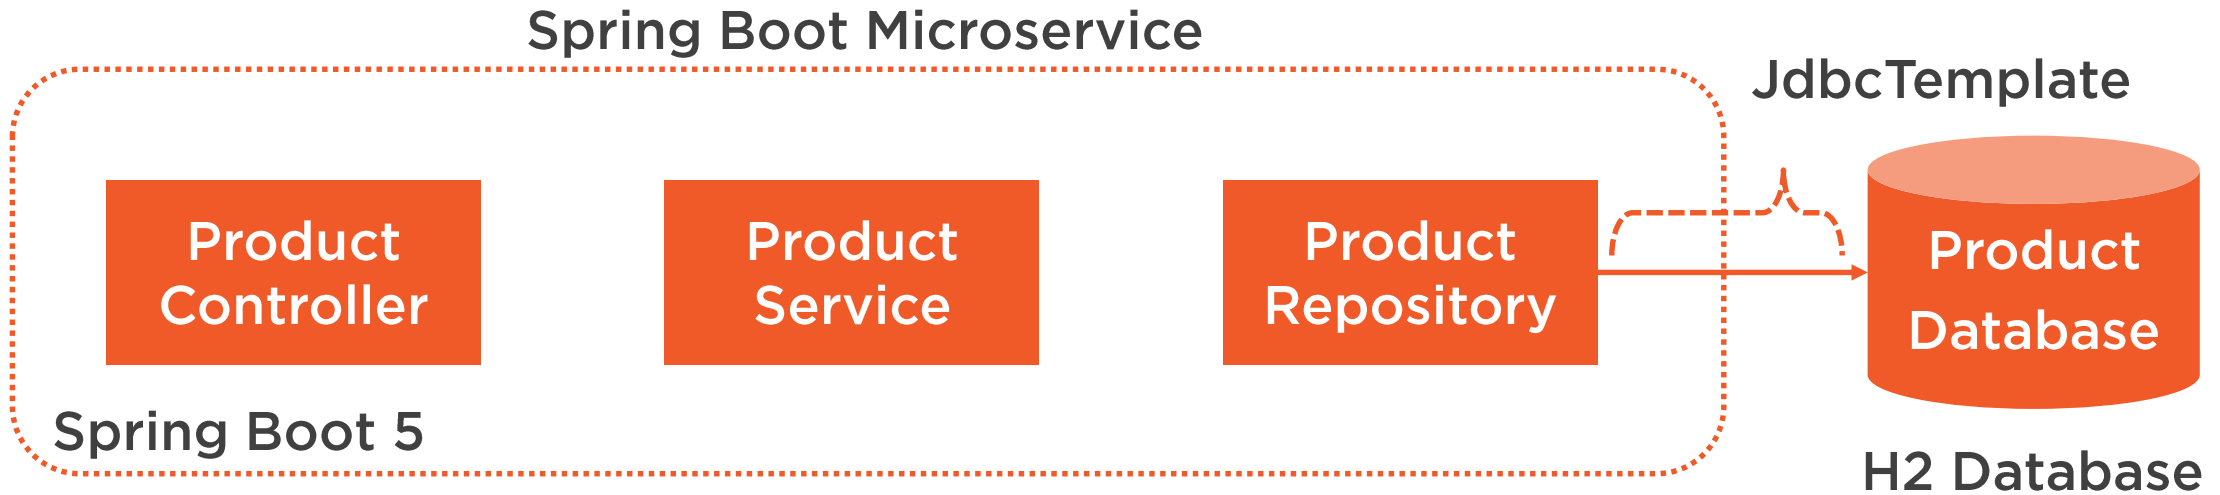 Spring Boot Microservice
JdbcTemplate
Product
Controller
Product
Service
Product
Repository
Product
Database
Spring Boot 5
H2 Database